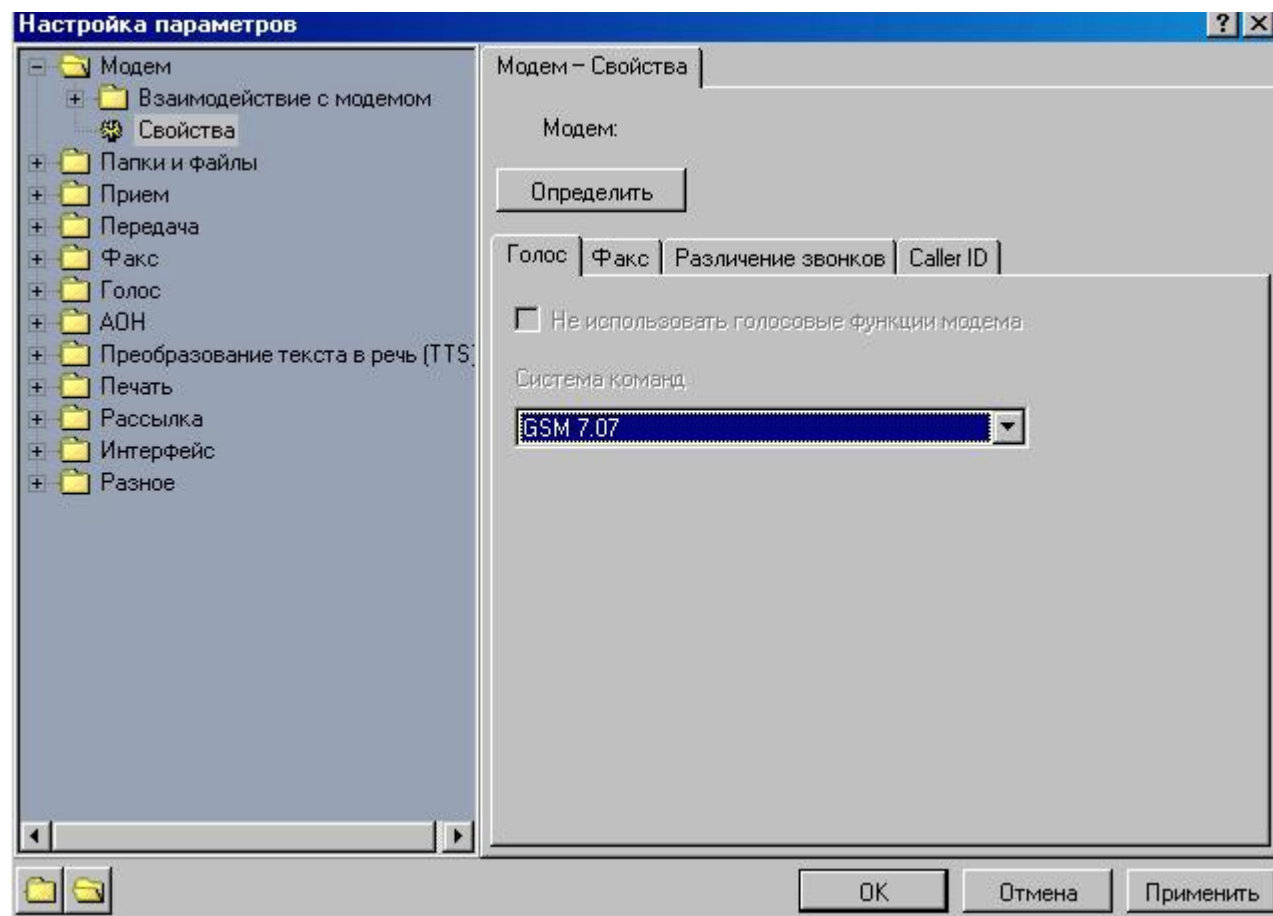 Настройка параметров
Модем
Взаимодействие с модемом
Свойства
Папки и файлы
Прием
Передача
Факс
Голос
АОН
Преобразование текста в речь (TTS)
Печать
Рассылка
Интерфейс
Разное
Модем – Свойства
Модем:
Определить
Голос Факс Различение звонков Caller ID
Не использовать голосовые функции модема
Система команд
GSM 7.07
OK Отмена Применить